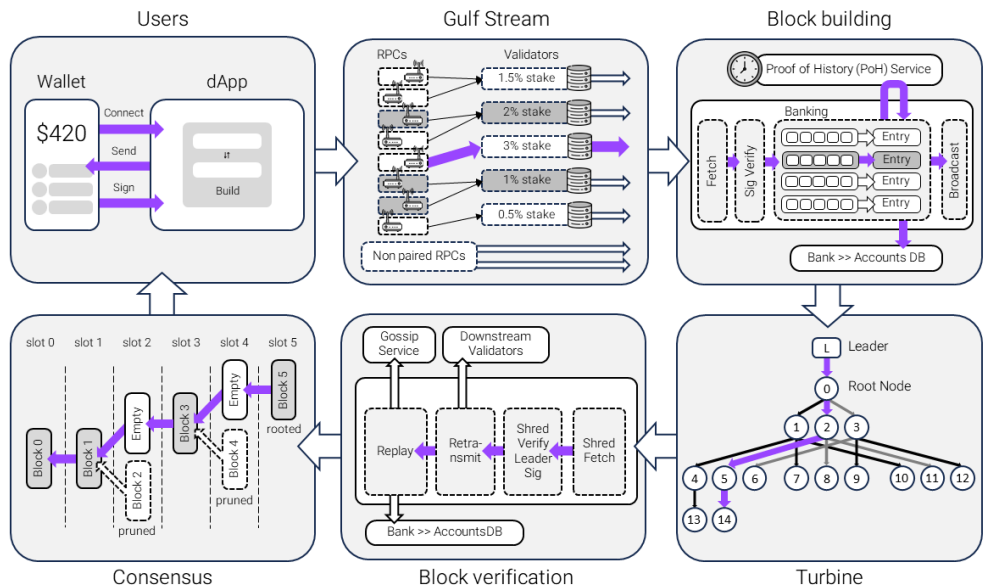 Users
Gulf Stream
Block building
Wallet
dApp
$420
Connect
Send
Sign
Build
RPCs
Validators
1.5% stake
2% stake
3% stake
1% stake
0.5% stake
Non paired RPCs
Proof of History (PoH) Service
Banking
Fetch
Sig Verify
Entry
Entry
Entry
Entry
Broadcast
Bank >> Accounts DB
slot 0
slot 1
slot 2
slot 3
slot 4
slot 5
Block 0
Block 1
Empty
Block 2
pruned
Block 3
Empty
Block 4
pruned
Block 5
rooted
Gossip
Service
Downstream
Validators
Replay
Retra-
nsmit
Shred
Verify
Leader
Sig
Shred
Fetch
Bank >> AccountsDB
L
Leader
0
Root Node
1
2
3
4
5
6
7
8
9
10
11
12
13
14
Consensus
Block verification
Turbine